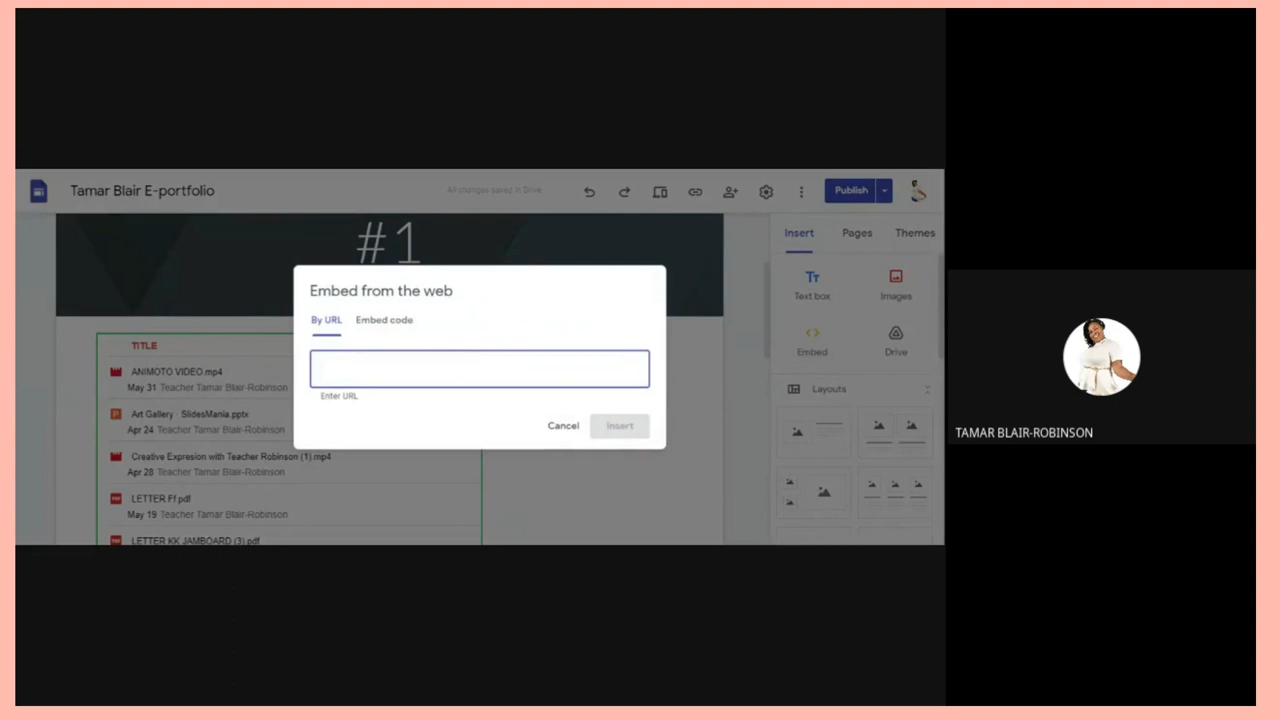 Tamar Blair E-portfolio
All changes saved in Drive
Publish
#1
Insert Pages Themes
Text box Images
Embed Drive
Layouts
Embed from the web
By URL Embed code
Enter URL
Cancel Insert
TITLE
ANIMOTO VIDEO.mp4
May 31 Teacher Tamar Blair-Robinson
Art Gallery · SlidesMania.pptx
Apr 24 Teacher Tamar Blair-Robinson
Creative Expresion with Teacher Robinson (1).mp4
Apr 28 Teacher Tamar Blair-Robinson
LETTER Ff.pdf
May 19 Teacher Tamar Blair-Robinson
LETTER KK JAMBOARD (3).pdf
TAMAR BLAIR-ROBINSON